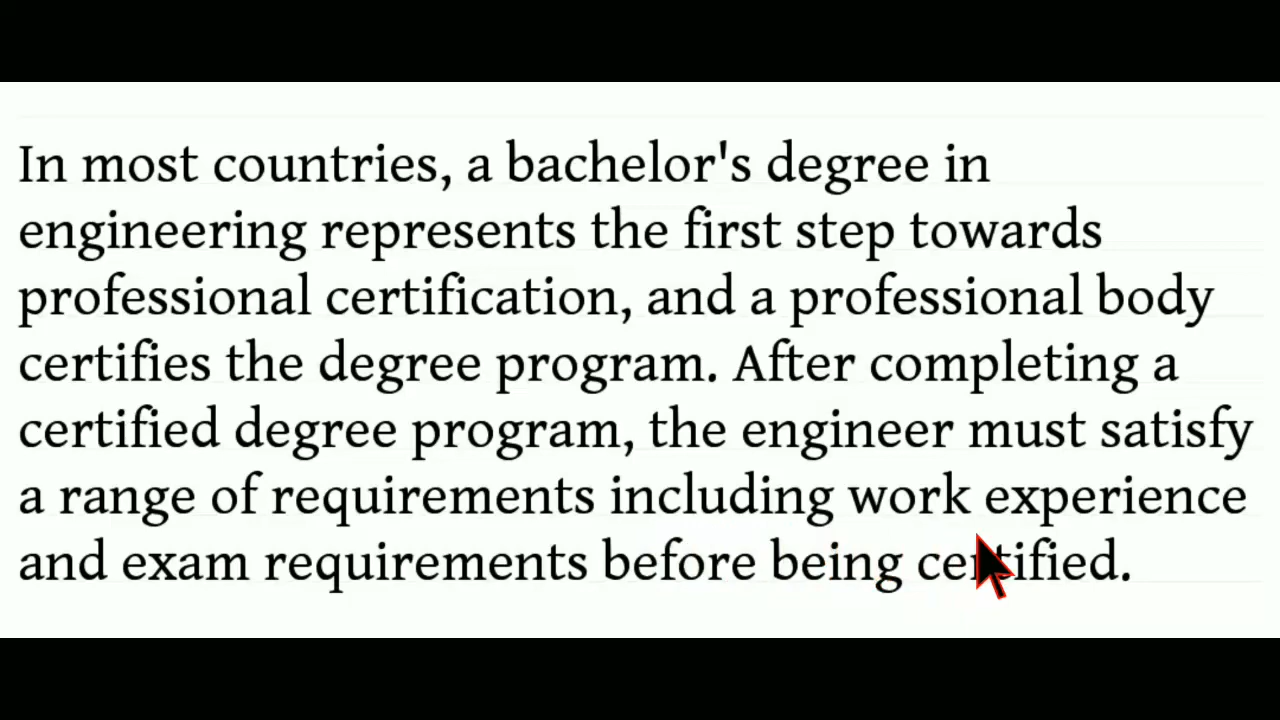 In most countries, a bachelor's degree in
engineering represents the first step towards
professional certification, and a professional body
certifies the degree program. After completing a
certified degree program, the engineer must satisfy
a range of requirements including work experience
and exam requirements before being certified.